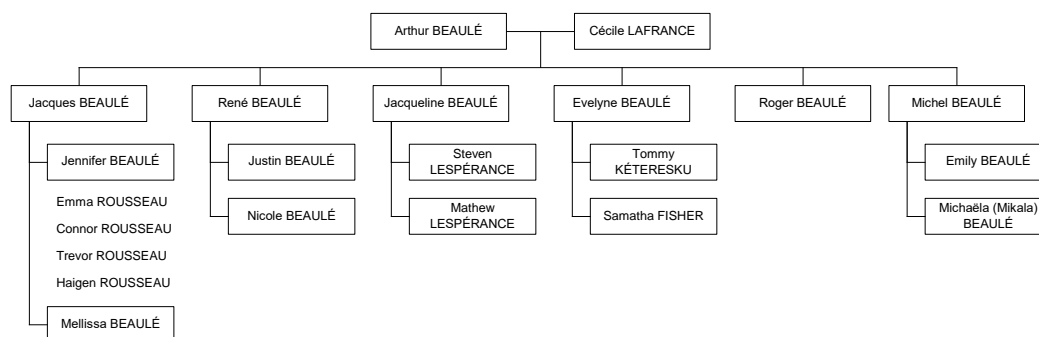 Arthur BEAULÉ
Cécile LAFRANCE
Jacques BEAULÉ
René BEAULÉ
Jacqueline BEAULÉ
Evelyne BEAULÉ
Roger BEAULÉ
Michel BEAULÉ
Jennifer BEAULÉ
Emma ROUSSEAU
Connor ROUSSEAU
Trevor ROUSSEAU
Haigen ROUSSEAU
Mellissa BEAULÉ
Justin BEAULÉ
Nicole BEAULÉ
Steven
LESPÉRANCE
Mathew
LESPÉRANCE
Tommy
KÉTERESKU
Samatha FISHER
Emily BEAULÉ
Michaëla (Mikala)
BEAULÉ